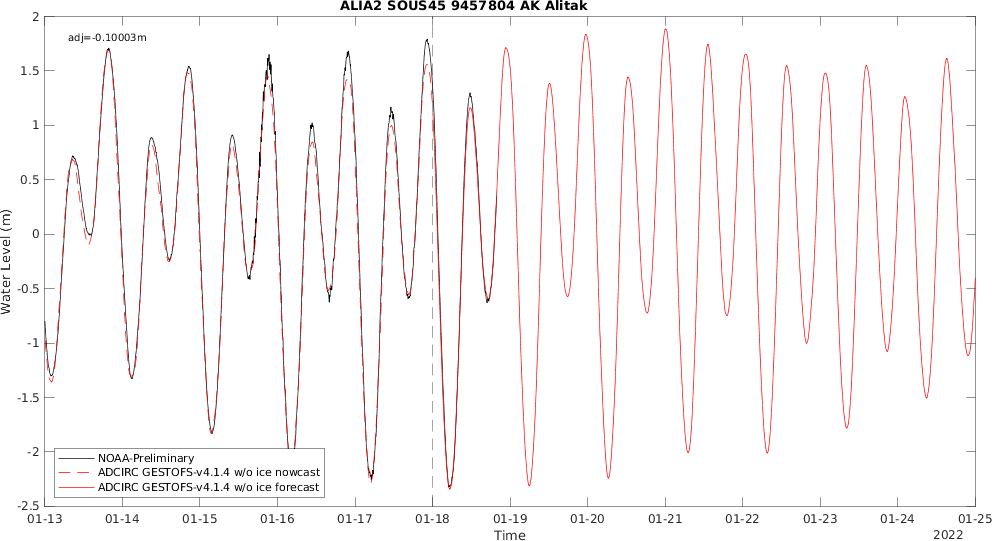 ALIA2 SOUS45 9457804 AK Alitak
adj=-0.10003m
2
1.5
1
0.5
0
-0.5
-1
-1.5
-2
-2.5
Water Level (m)
NOAA-Preliminary
ADCIRC GESTOFS-v4.1.4 w/o ice nowcast
ADCIRC GESTOFS-v4.1.4 w/o ice forecast
01-13 01-14 01-15 01-16 01-17 01-18 01-19 01-20 01-21 01-22 01-23 01-24 01-25
Time
2022